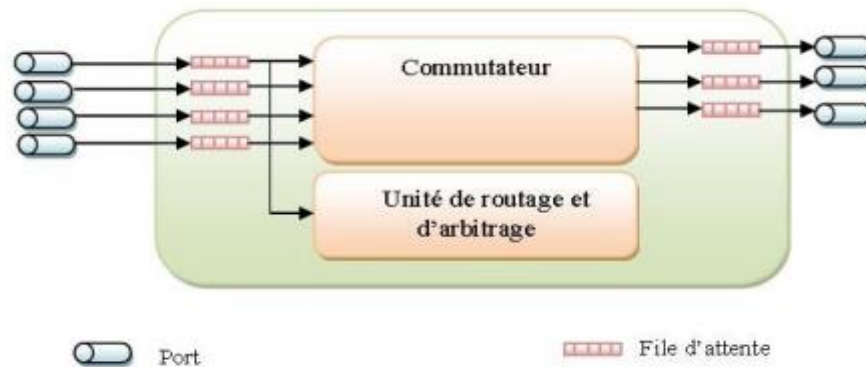 Commutateur
Unité de routage et
d'arbitrage
Port
File d'attente